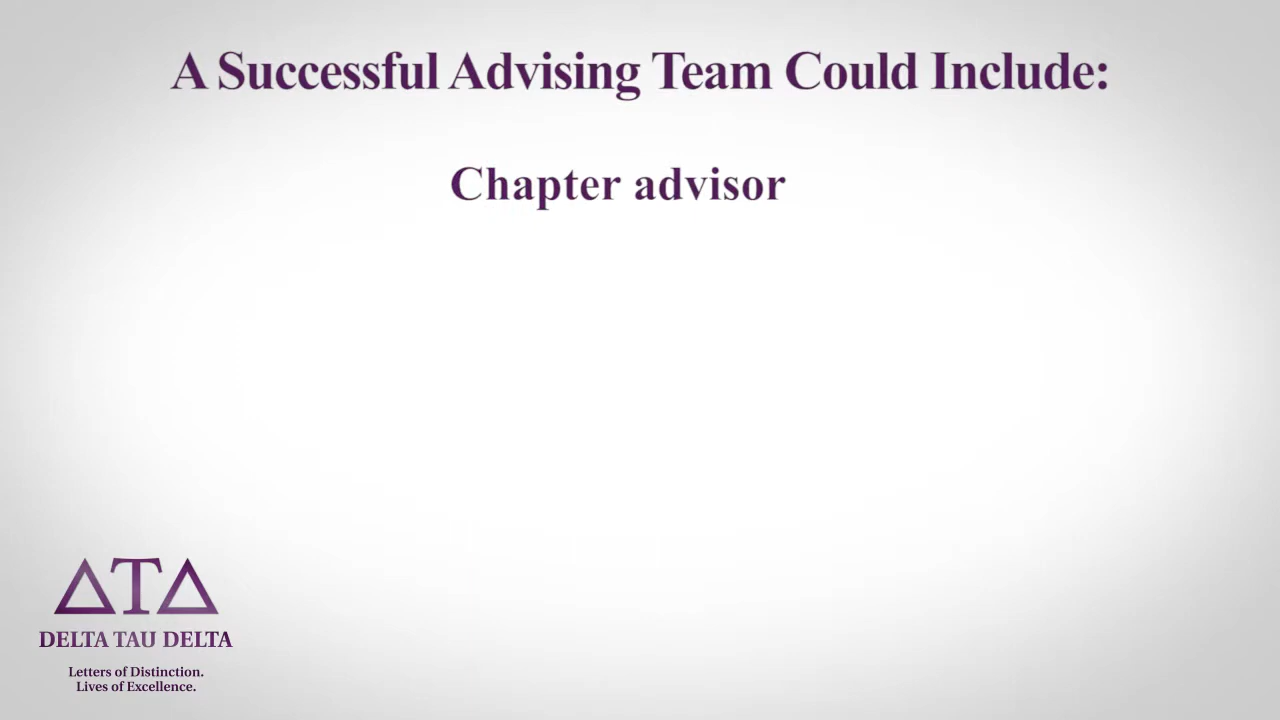 A Successful Advising Team Could Include:
Chapter advisor
ΔΤΔ
DELTA TAU DELTA
Letters of Distinction.
Lives of Excellence.